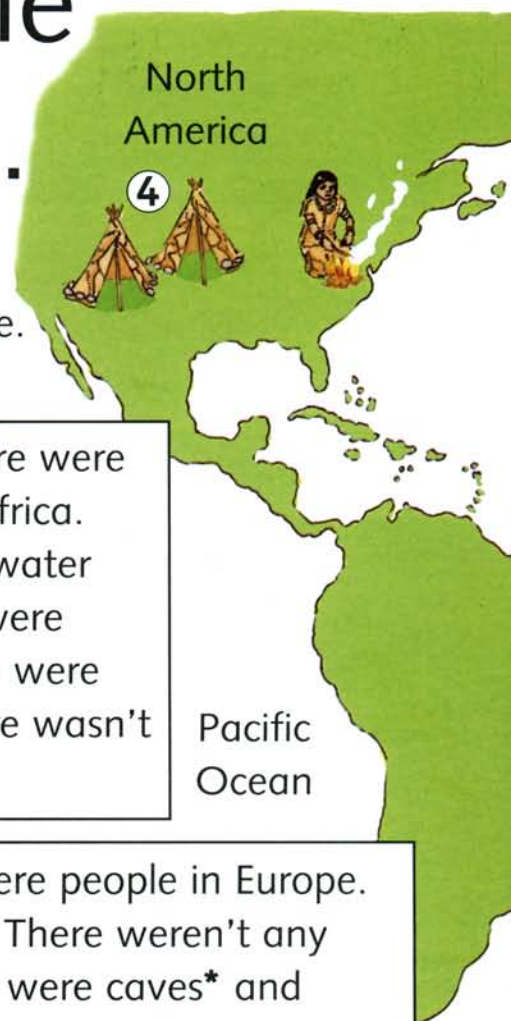 North
America
4
e.
re were
frica.
water
vere
were
e wasn't
Pacific
Ocean
ere people in Europe.
There weren't any
were caves* and